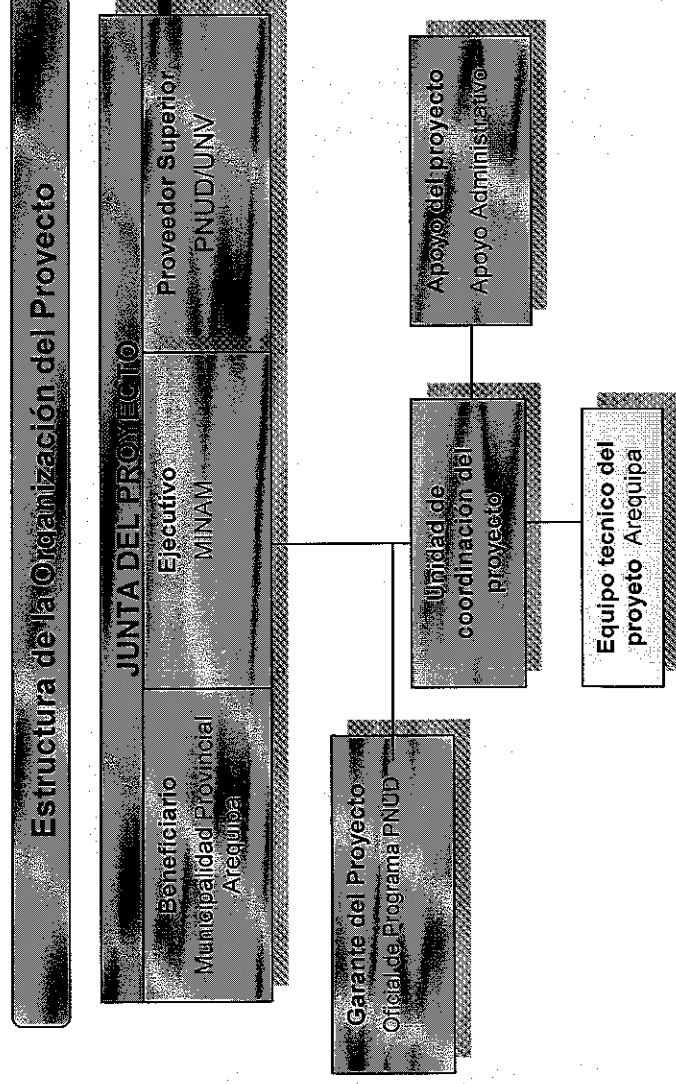 Estructura de la Organización del Proyecto
JUNTA DEL PROYECTO
Beneficiario
Municipalidad Provincial
Arequipa
Ejecutivo
MINAM
Proveedor Superior
PNUD/UNV
Garante del Proyecto
Oficial de Programa PNUD
Unidad de
coordinación del
proyecto
Apoyo del proyecto
Apoyo Administrativo
Equipo tecnico del
proyeto Arequipa